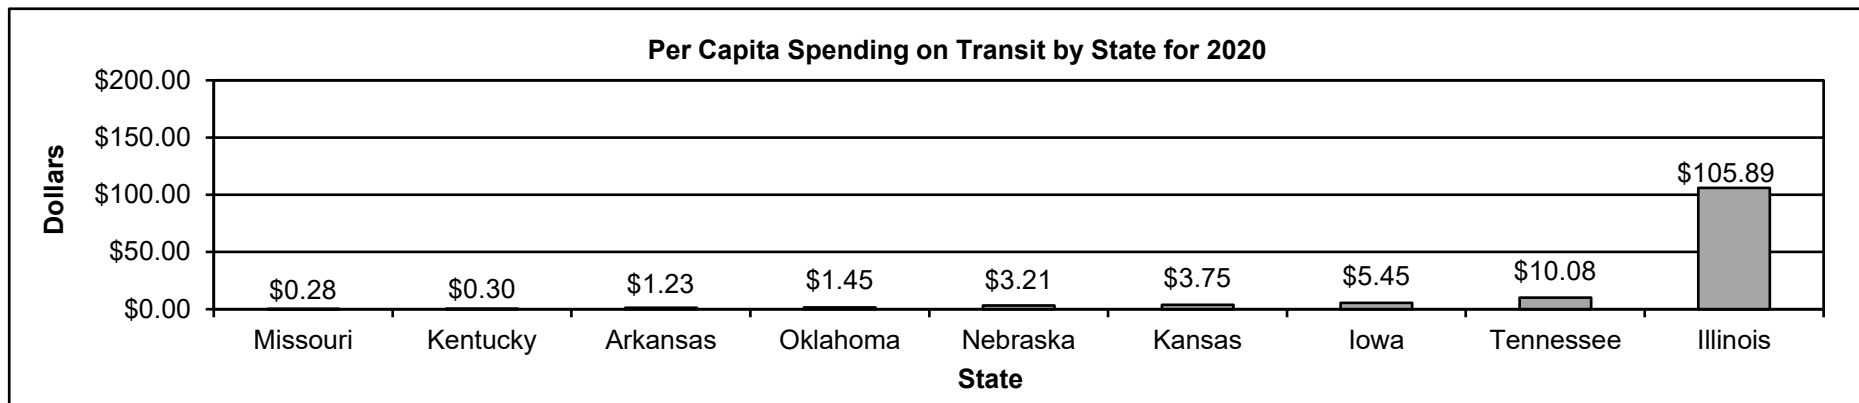 Per Capita Spending on Transit by State for 2020
Dollars
$200.00
$150.00
$100.00
$50.00
$0.00
$0.28 $0.30 $1.23 $1.45 $3.21 $3.75 $5.45 $10.08 $105.89
Missouri Kentucky Arkansas Oklahoma Nebraska Kansas Iowa Tennessee Illinois
State